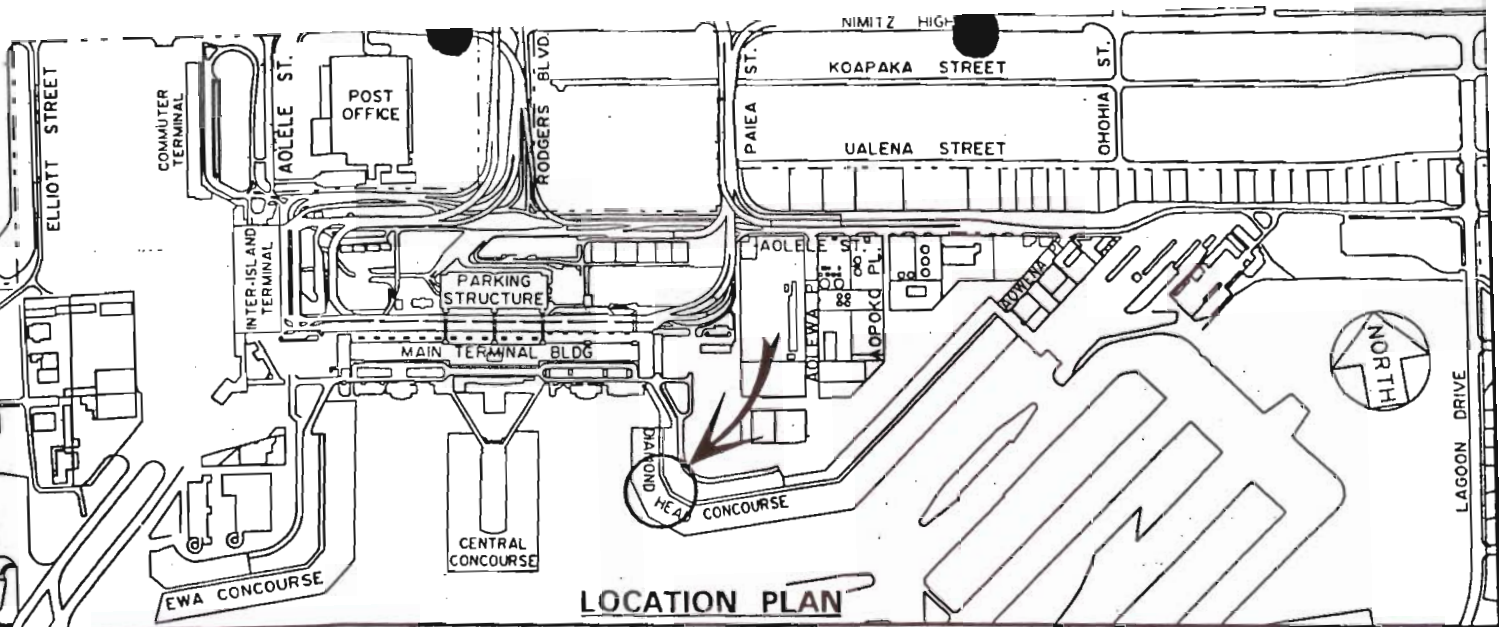 NIMITZ HIGH
ELLIOTT STREET
COMMUTER
TERMINAL
AOLELE ST.
POST
OFFICE
RODGERS BLVD.
PAIEA ST.
KOAPAKA STREET
OHOHIA ST.
UALENA STREET
INTER-ISLAND
TERMINAL
PARKING
STRUCTURE
AOLELE ST.
AOPOKO PL.
AOWENA
MAIN TERMINAL BLDG
NORTH
LAGOON DRIVE
DIAMOND HEAD CONCOURSE
CENTRAL
CONCOURSE
EWA CONCOURSE
LOCATION PLAN